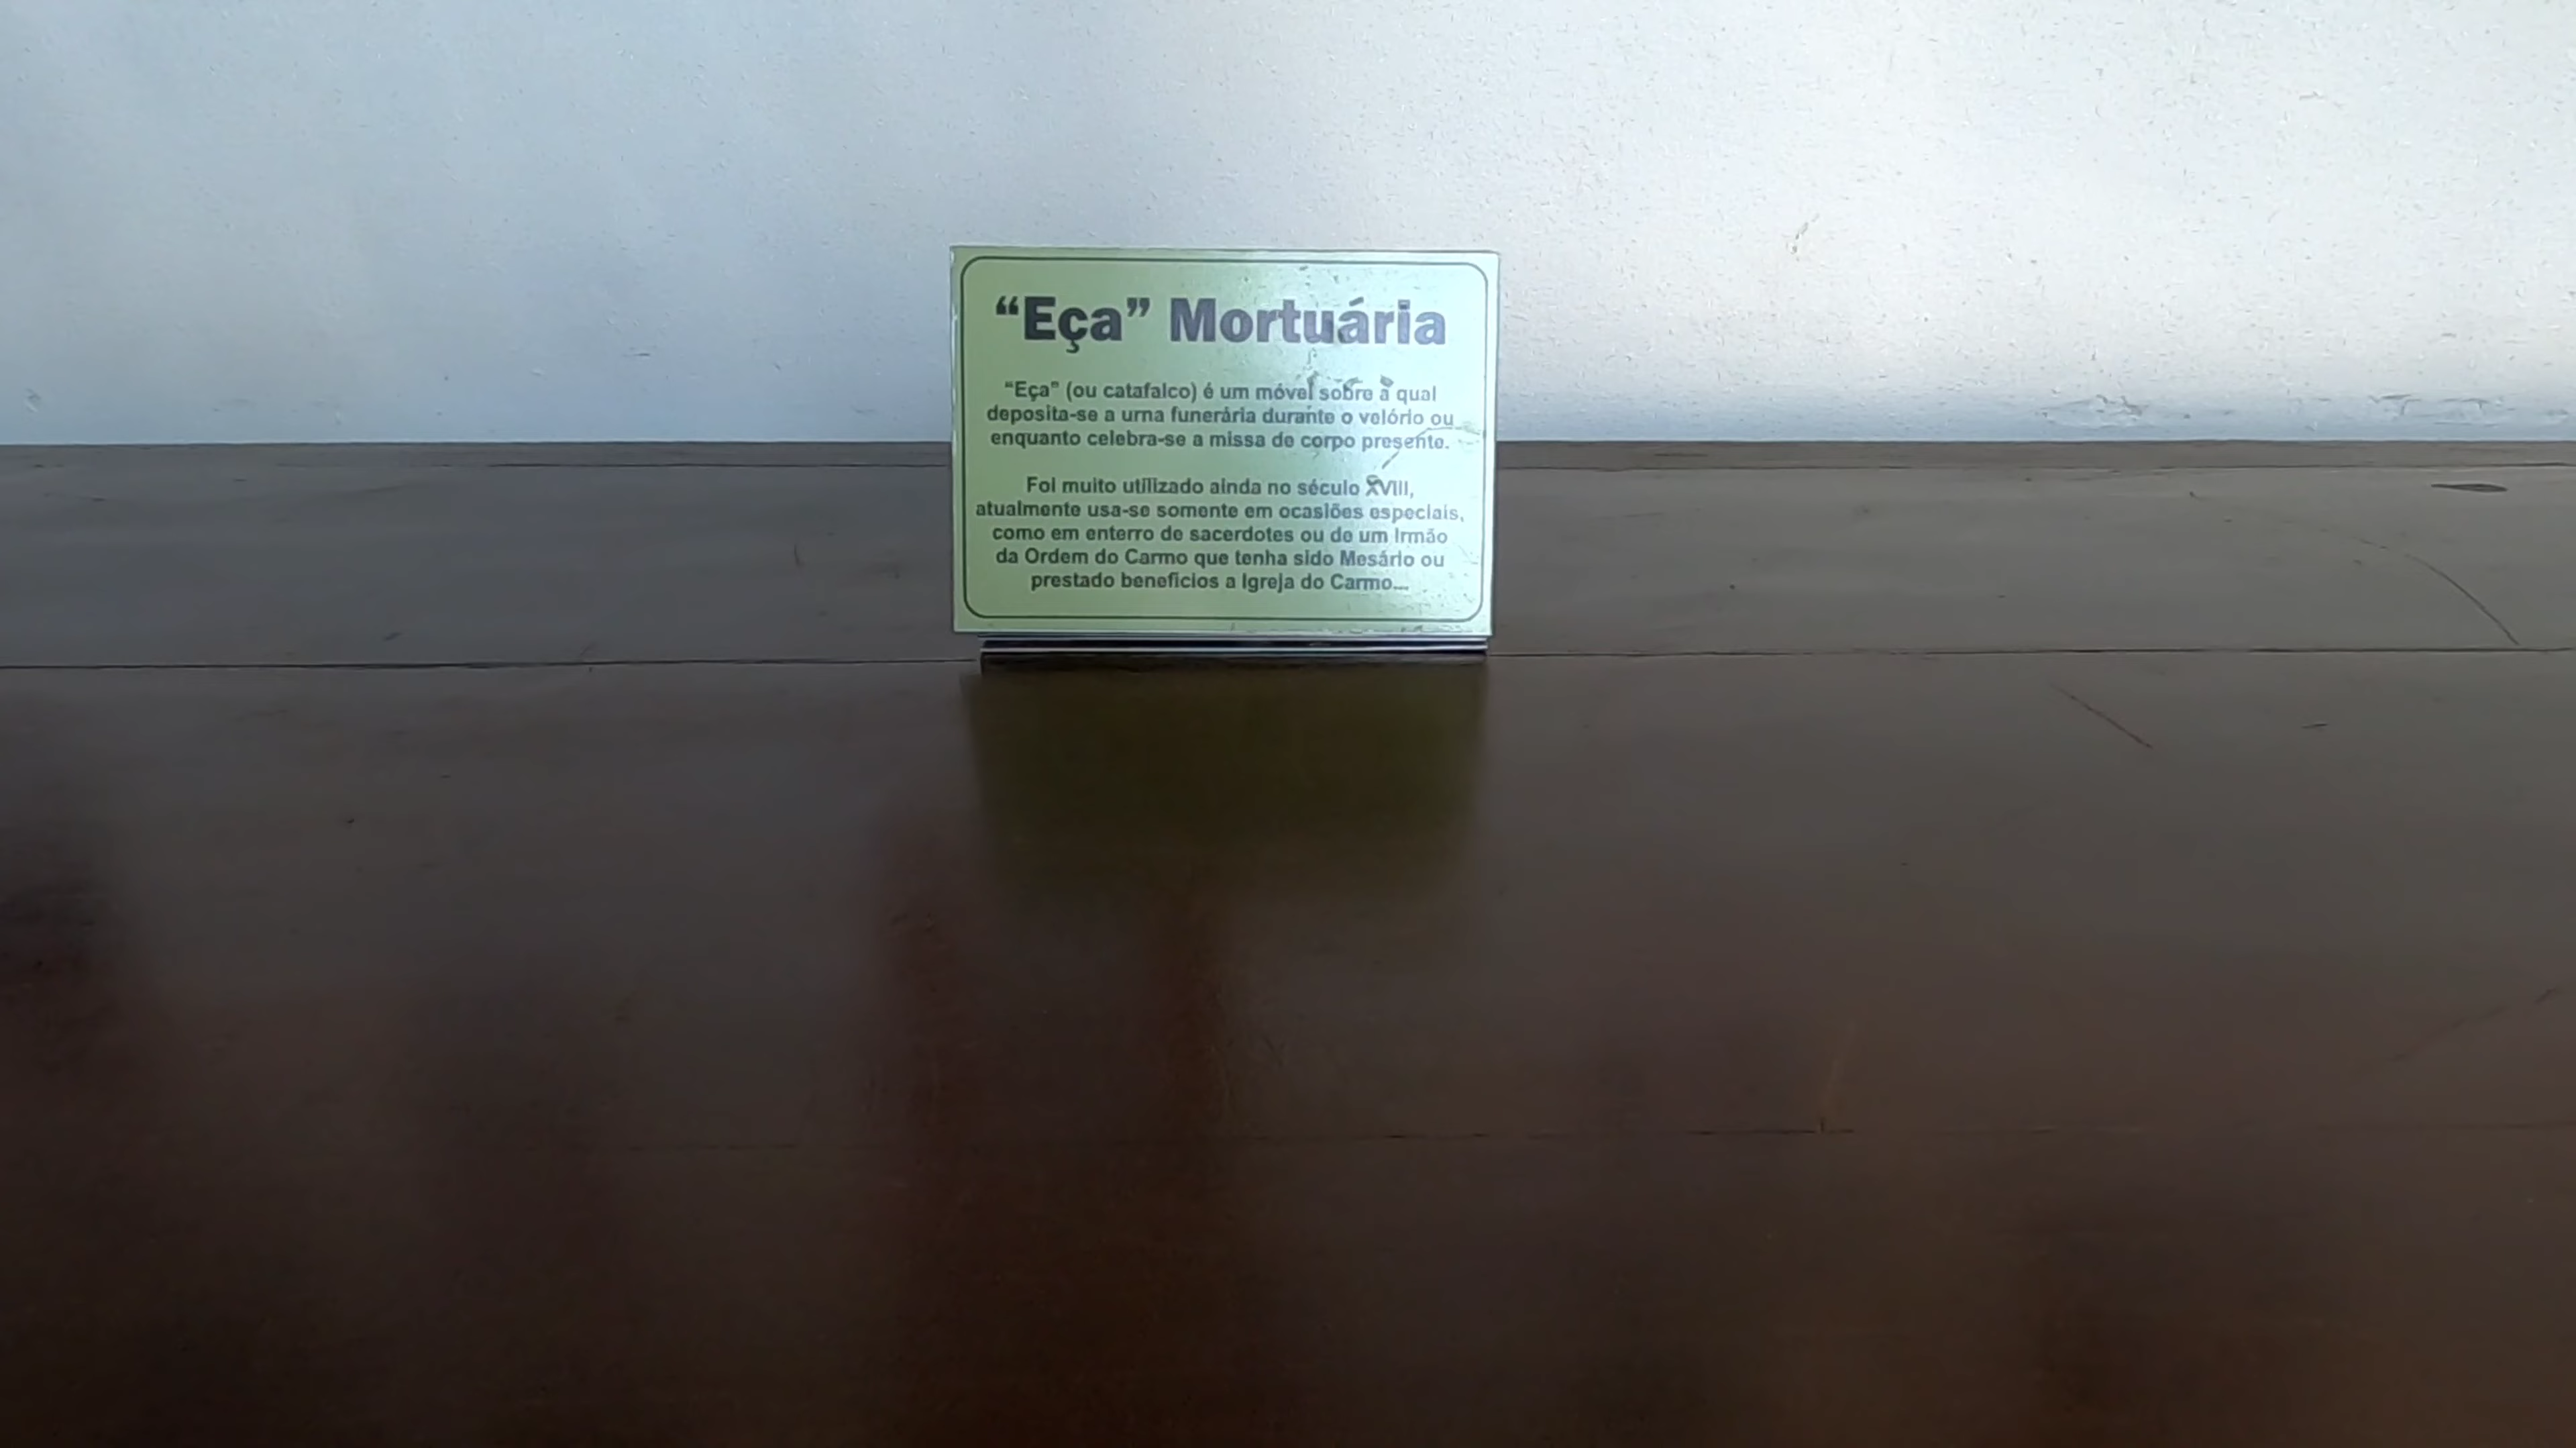 “Eça” Mortuária
“Eça” (ou catafalco) é um móvel sobre a qual
deposita-se a urna funerária durante o velório ou
enquanto celebra-se a missa de corpo presente.
Foi muito utilizado ainda no século XVIII,
atualmente usa-se somente em ocasiões especiais,
como em enterro de sacerdotes ou de um Irmão
da Ordem do Carmo que tenha sido Mesário ou
prestado benefícios a Igreja do Carmo...